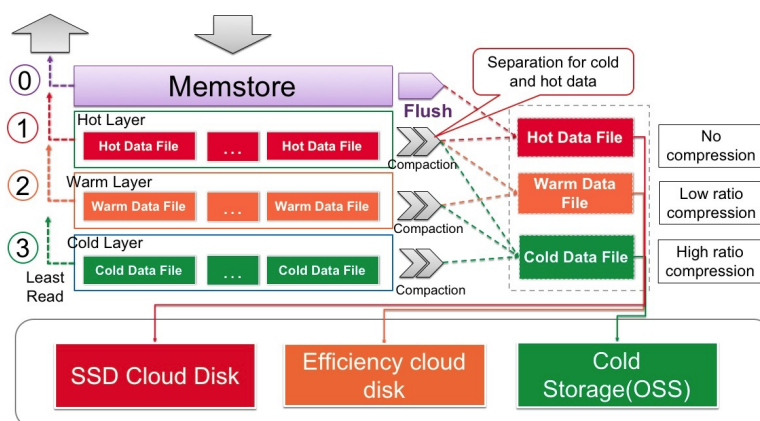 0
Memstore
Flush
Separation for cold
and hot data
1
Hot Layer
Hot Data File
...
Hot Data File
Compaction
Hot Data File
No
compression
2
Warm Layer
Warm Data File
...
Warm Data File
Compaction
Warm Data
File
Low ratio
compression
3
Cold Layer
Cold Data File
...
Cold Data File
Least
Read
Compaction
Cold Data File
High ratio
compression
SSD Cloud Disk
Efficiency cloud
disk
Cold
Storage(OSS)